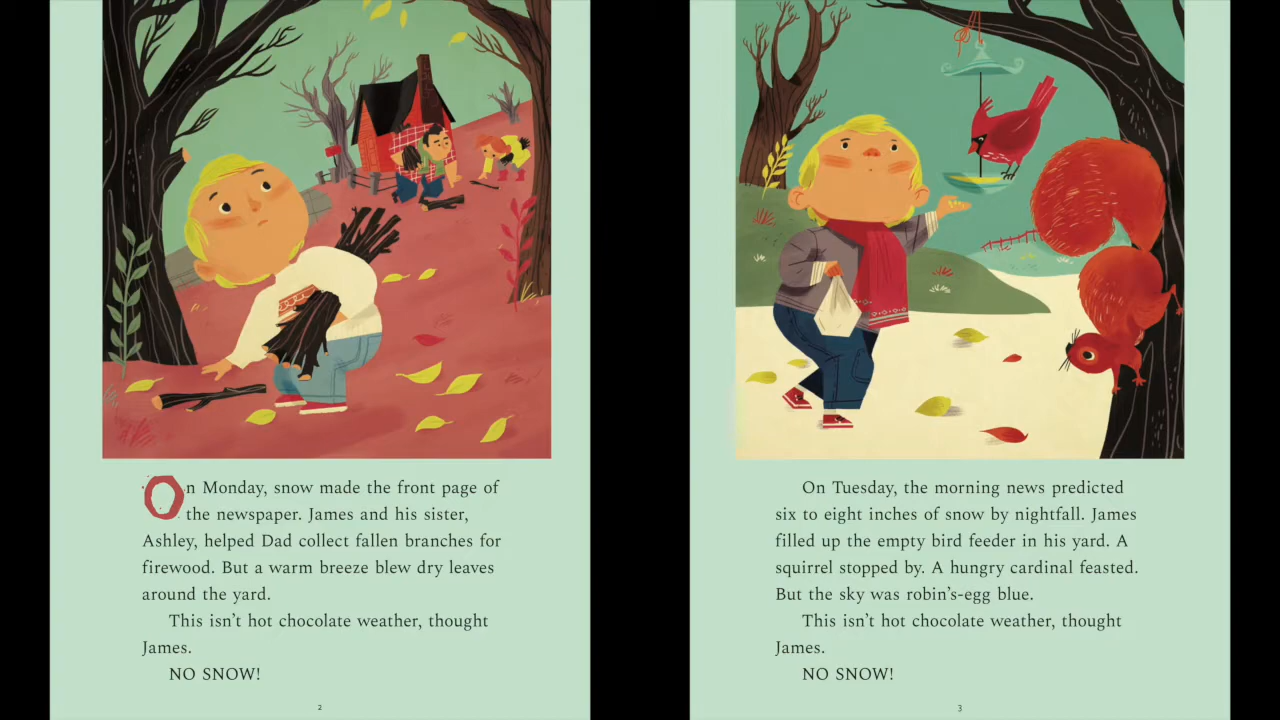 On Monday, snow made the front page of
the newspaper. James and his sister,
Ashley, helped Dad collect fallen branches for
firewood. But a warm breeze blew dry leaves
around the yard.
This isn’t hot chocolate weather, thought
James.
NO SNOW!
2
On Tuesday, the morning news predicted
six to eight inches of snow by nightfall. James
filled up the empty bird feeder in his yard. A
squirrel stopped by. A hungry cardinal feasted.
But the sky was robin’s-egg blue.
This isn’t hot chocolate weather, thought
James.
NO SNOW!
3